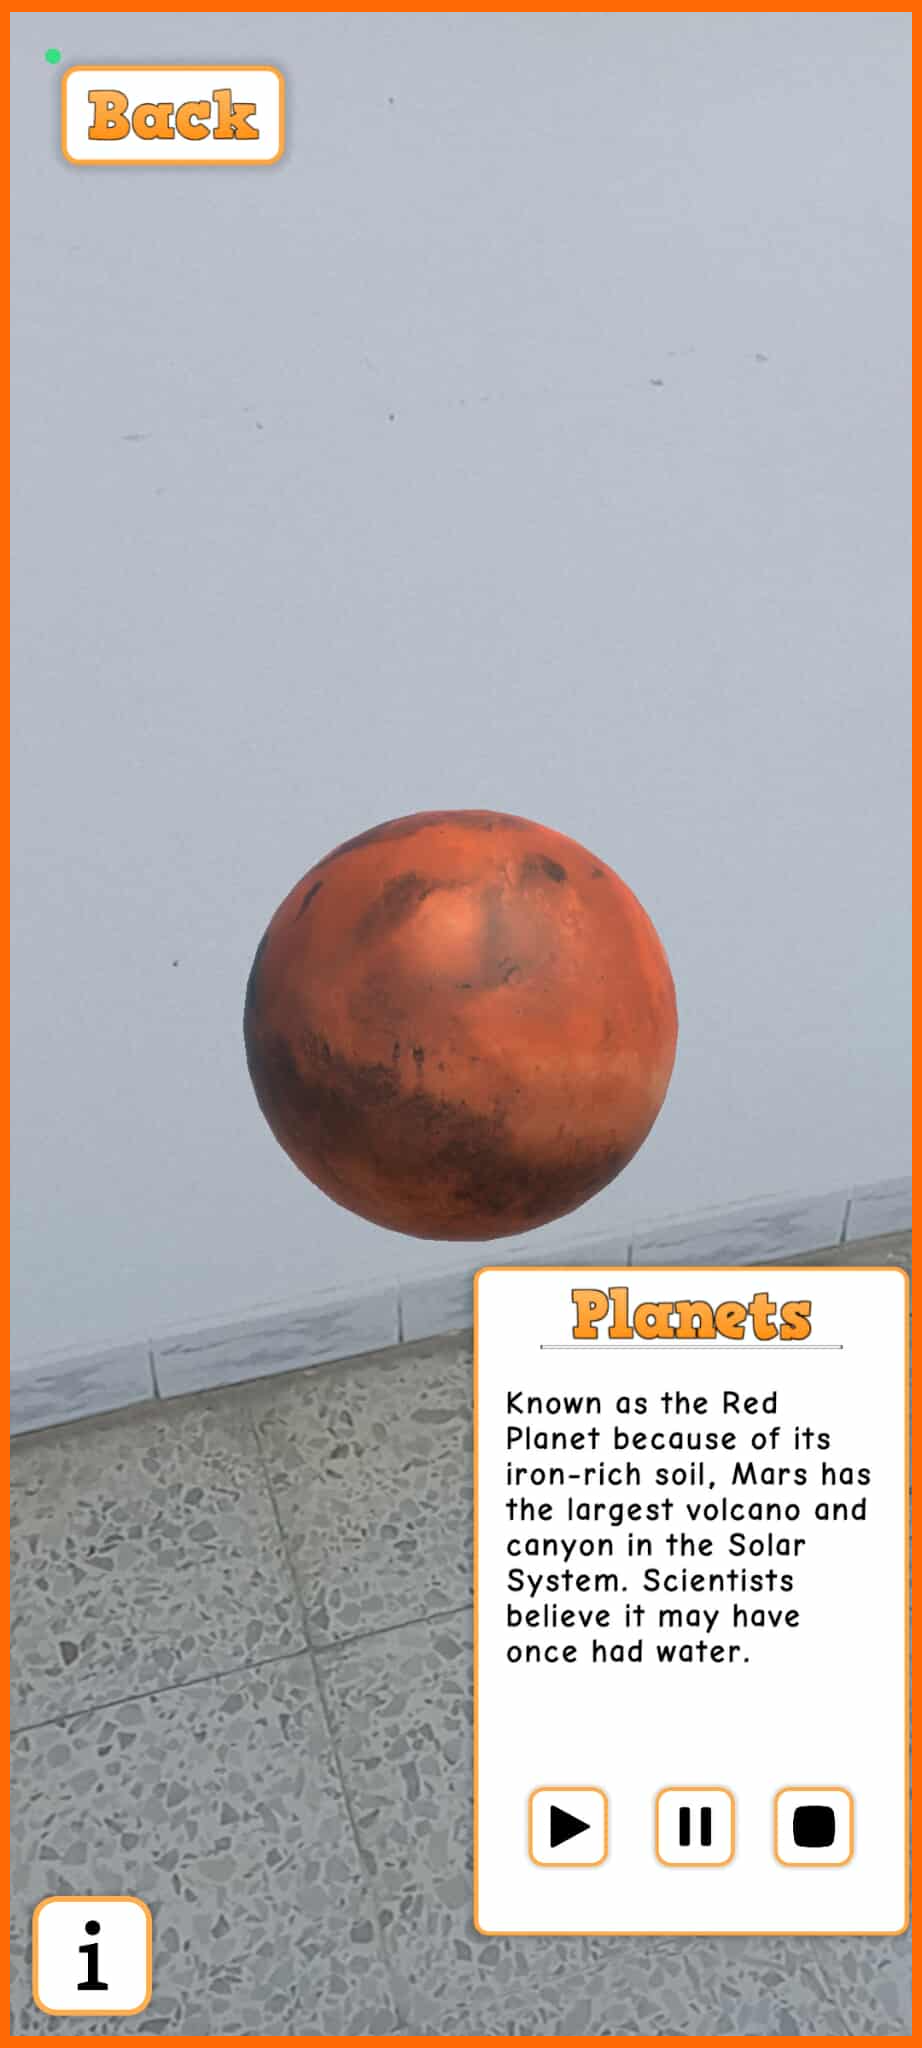 Back
Planets
Known as the Red
Planet because of its
iron-rich soil, Mars has
the largest volcano and
canyon in the Solar
System. Scientists
believe it may have
once had water.
i